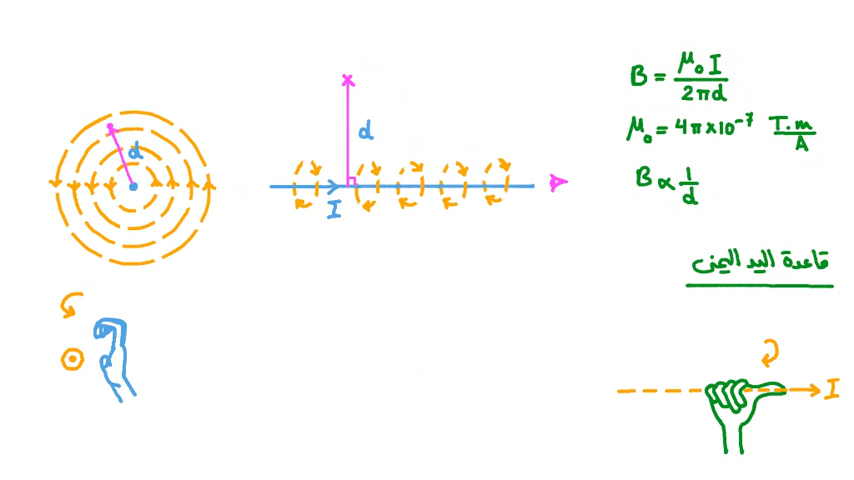 B = μ₀I / 2πd
μ₀ = 4π×10⁻⁷ T.m/A
B ∝ 1/d
d
d
I
قاعدة اليد اليمنى
I